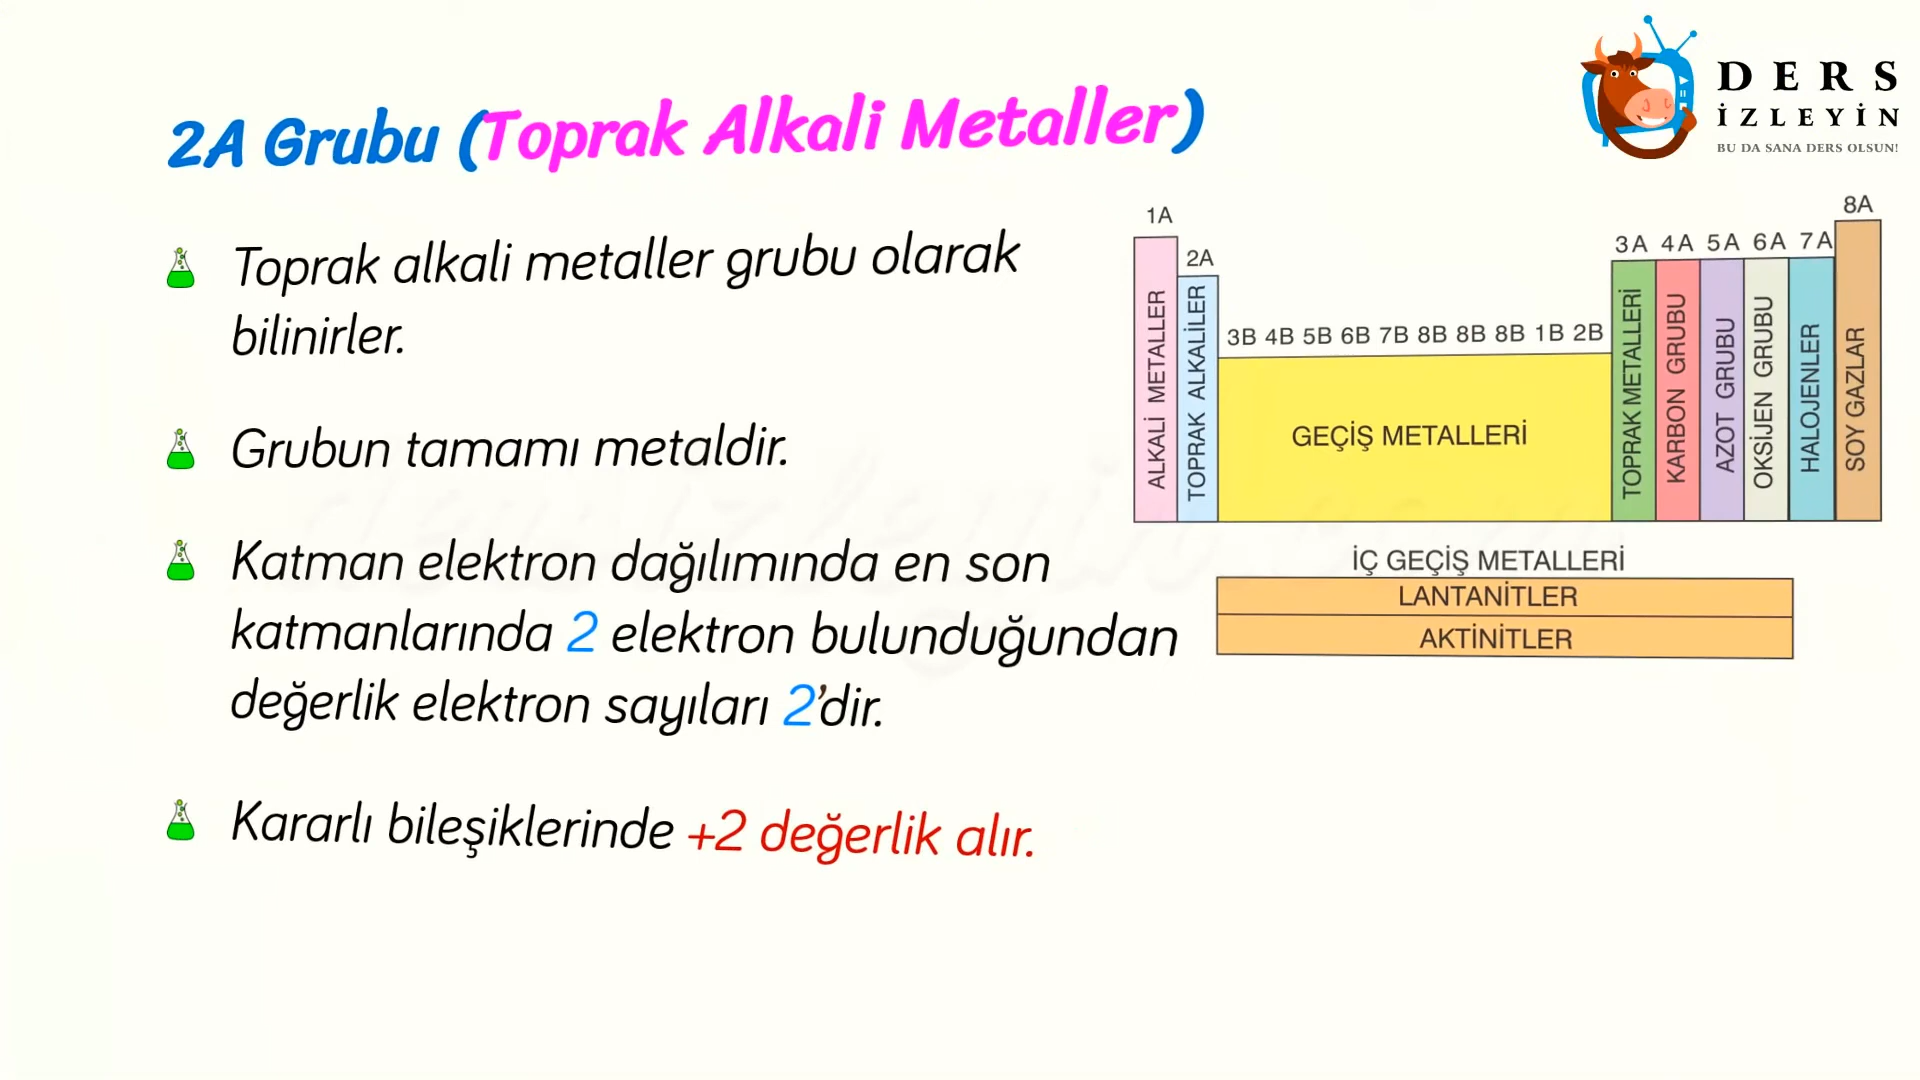 DERS
İZLEYİN
BU DA SANA DERS OLSUN!
2A Grubu (Toprak Alkali Metaller)
Toprak alkali metaller grubu olarak
bilinirler.
Grubun tamamı metaldir.
Katman elektron dağılımında en son
katmanlarında 2 elektron bulunduğundan
değerlik elektron sayıları 2'dir.
Kararlı bileşiklerinde +2 değerlik alır.
1A
2A
3B 4B 5B 6B 7B 8B 8B 8B 1B 2B
3A 4A 5A 6A 7A
8A
ALKALİ METALLER
TOPRAK ALKALİLER
GEÇİŞ METALLERİ
TOPRAK METALLERİ
KARBON GRUBU
AZOT GRUBU
OKSİJEN GRUBU
HALOJENLER
SOY GAZLAR
İÇ GEÇİŞ METALLERİ
LANTANİTLER
AKTİNİTLER